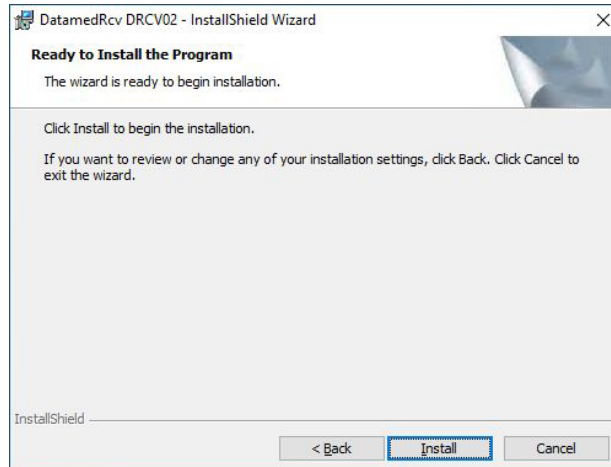 DatamedRcv DRCV02 - InstallShield Wizard
Ready to Install the Program
The wizard is ready to begin installation.
Click Install to begin the installation.
If you want to review or change any of your installation settings, click Back. Click Cancel to
exit the wizard.
InstallShield
< Back Install Cancel